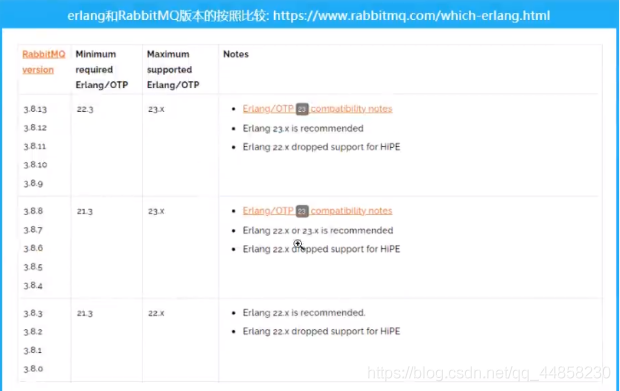 erlang和RabbitMQ版本的按照比较: https://www.rabbitmq.com/which-erlang.html
RabbitMQ version	Minimum required Erlang/OTP	Maximum supported Erlang/OTP	Notes
3.8.13	22.3	23.x	• Erlang/OTP 23 compatibility notes
3.8.12	• Erlang 23.x is recommended
3.8.11	• Erlang 22.x dropped support for HiPE
3.8.10
3.8.9
3.8.8	21.3	23.x	• Erlang/OTP 23 compatibility notes
3.8.7	• Erlang 22.x or 23.x is recommended
3.8.6	• Erlang 22.x dropped support for HiPE
3.8.5
3.8.4
3.8.3	21.3	22.x	• Erlang 22.x is recommended.
3.8.2	• Erlang 22.x dropped support for HiPE
3.8.1
3.8.0
https://blog.csdn.net/qq_44858230